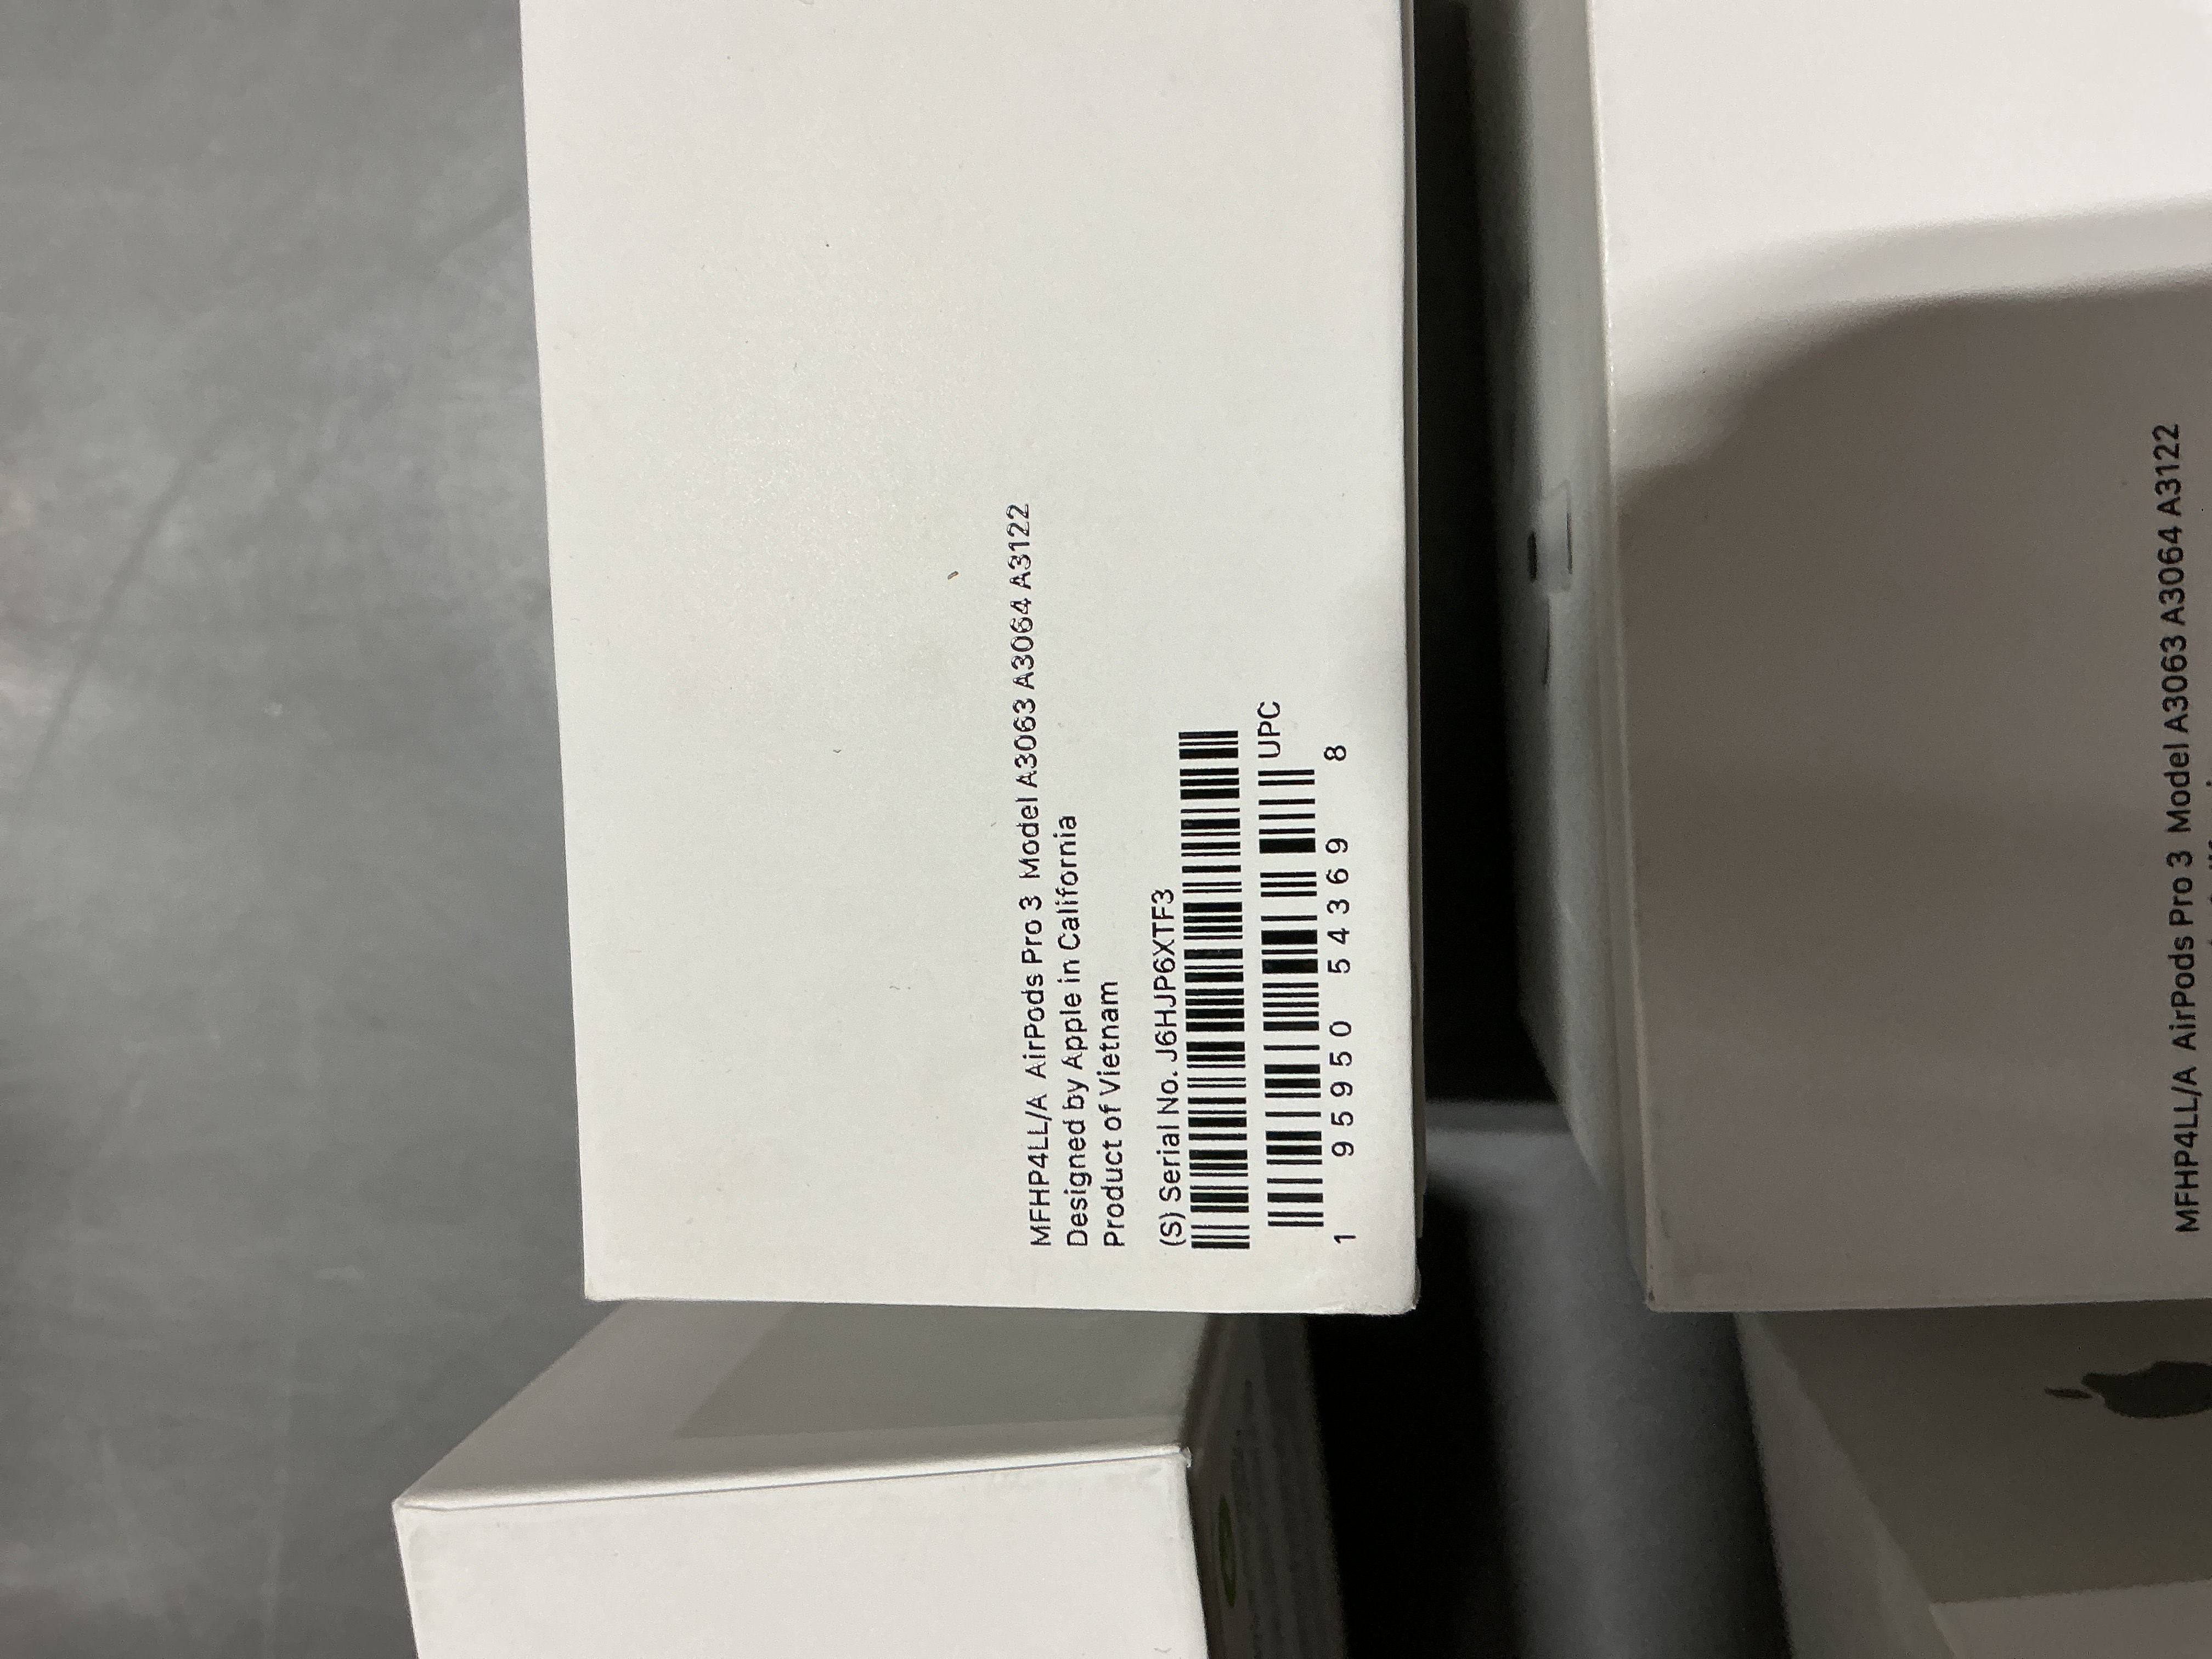 MFHP4LL/A AirPods Pro 3 Model A3063 A3064 A3122
Designed by Apple in California
Product of Vietnam
(S) Serial No. J6HJP6XTF3
UPC
1 95950 54369 8
MFHP4LL/A AirPods Pro 3 Model A3063 A3064 A3122